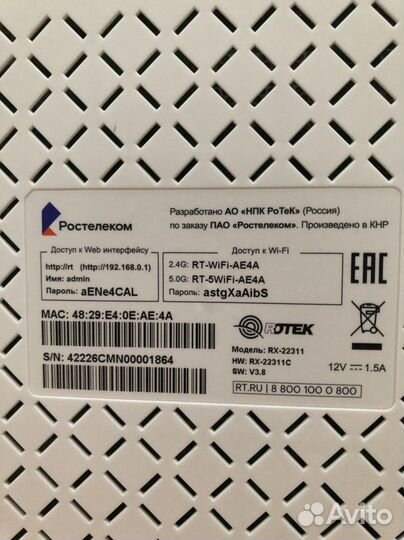 Ростелеком
Разработано АО «НПК РоТеК» (Россия)
по заказу ПАО «Ростелеком». Произведено в КНР
Доступ к Web интерфейсу
http://rt (http://192.168.0.1)
Имя: admin
Пароль: aENe4CAL
Доступ к Wi-Fi
2.4G: RT-WiFi-AE4A
5.0G: RT-5WiFi-AE4A
Пароль: astgXaAibS
EAC
MAC: 48:29:E4:0E:AE:4A
S/N: 42226CMN00001864
ROTEK
Модель: RX-22311
HW: RX-22311C
SW: V3.8
12V 1.5A
RT.RU | 8 800 100 0 800
Avito